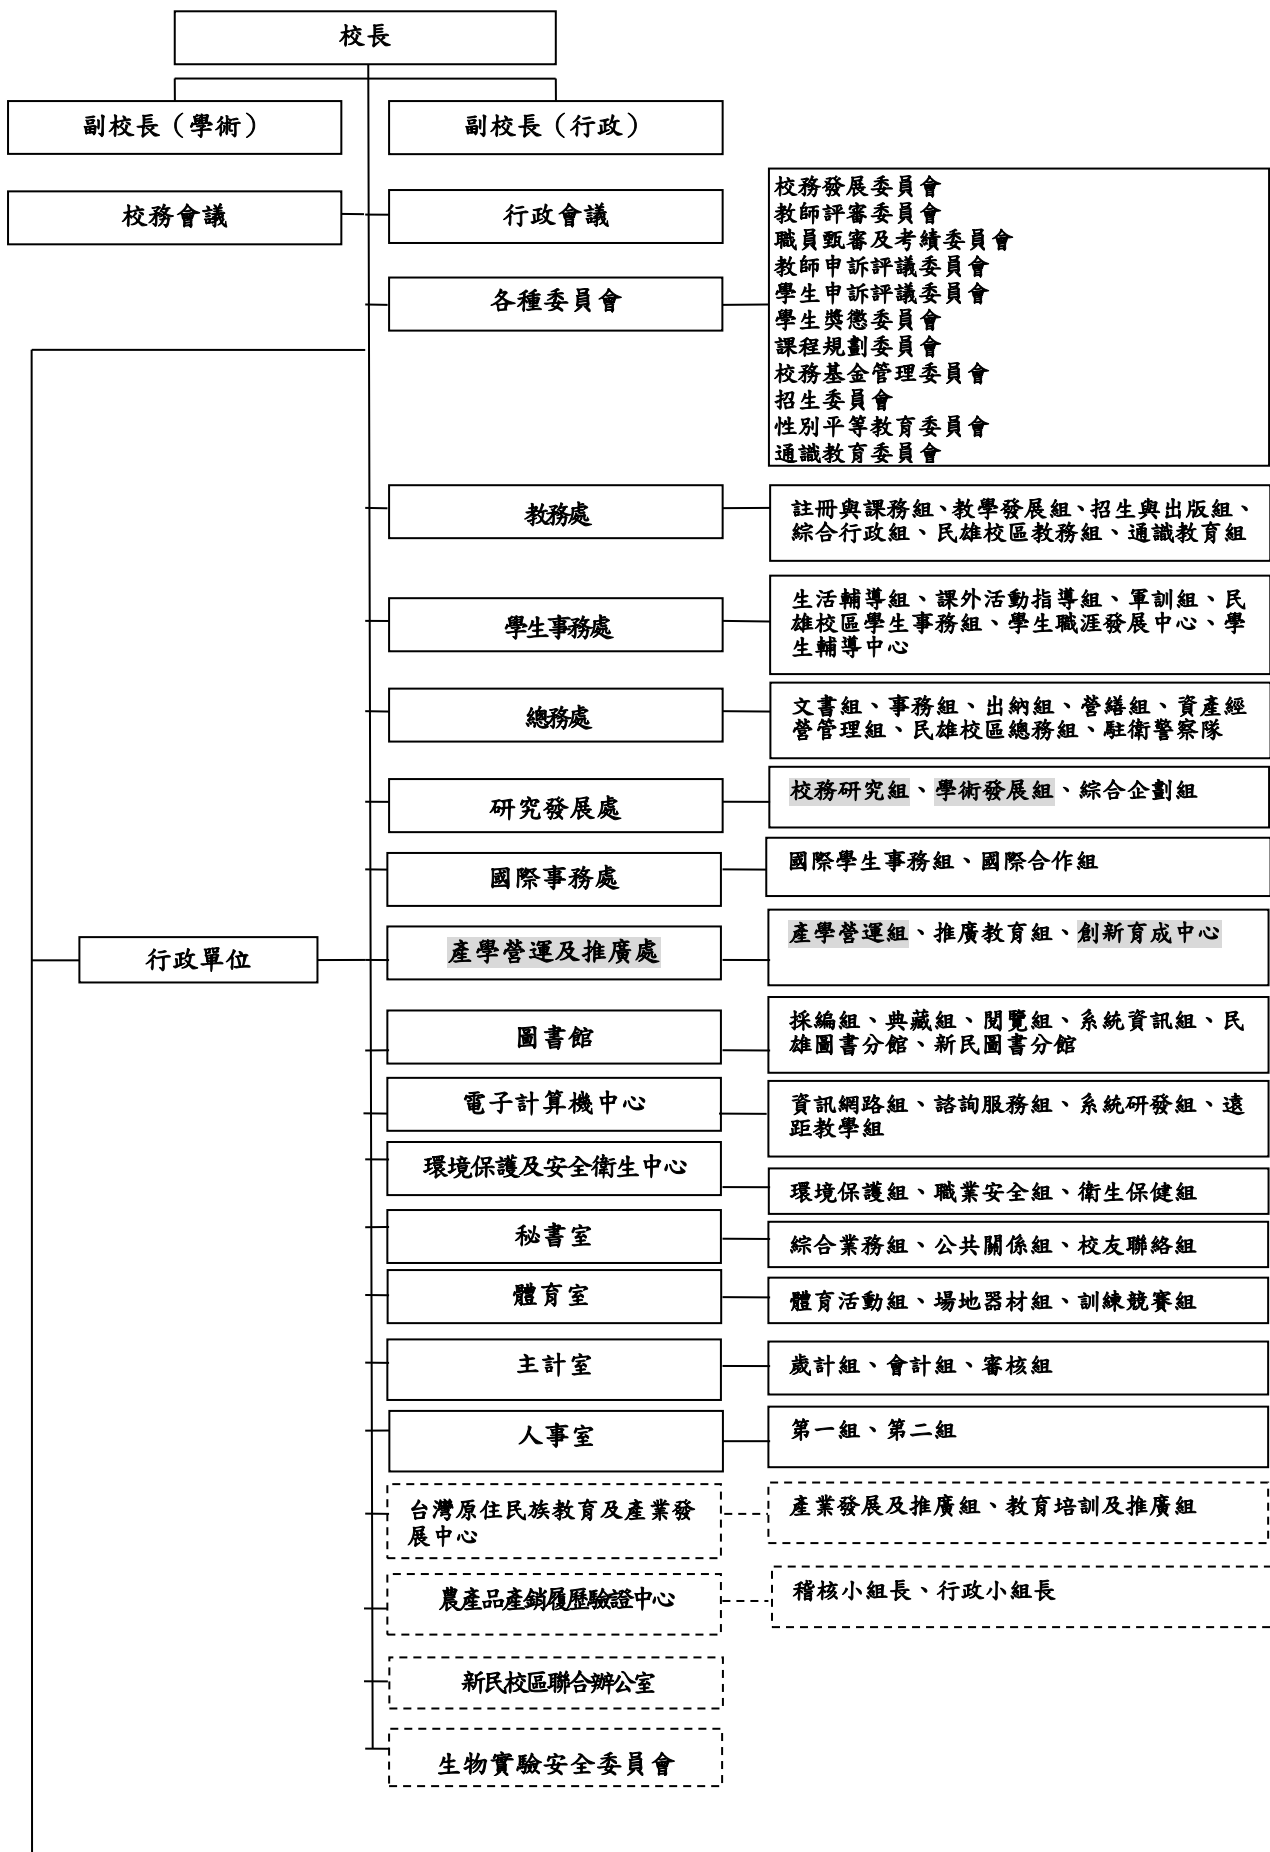 校長
副校長（學術）
副校長（行政）
校務會議
行政會議
各種委員會
校務發展委員會
教師評審委員會
職員甄審及考績委員會
教師申訴評議委員會
學生申訴評議委員會
學生獎懲委員會
課程規劃委員會
校務基金管理委員會
招生委員會
性別平等教育委員會
通識教育委員會
教務處
註冊與課務組、教學發展組、招生與出版組、
綜合行政組、民雄校區教務組、通識教育組
學生事務處
生活輔導組、課外活動指導組、軍訓組、民
雄校區學生事務組、學生職涯發展中心、學
生輔導中心
總務處
文書組、事務組、出納組、營繕組、資產經
營管理組、民雄校區總務組、駐衛警察隊
研究發展處
校務研究組、學術發展組、綜合企劃組
國際事務處
國際學生事務組、國際合作組
行政單位
產學營運及推廣處
產學營運組、推廣教育組、創新育成中心
圖書館
採編組、典藏組、閱覽組、系統資訊組、民
雄圖書分館、新民圖書分館
電子計算機中心
資訊網路組、諮詢服務組、系統研發組、遠
距教學組
環境保護及安全衛生中心
環境保護組、職業安全組、衛生保健組
秘書室
綜合業務組、公共關係組、校友聯絡組
體育室
體育活動組、場地器材組、訓練競賽組
主計室
歲計組、會計組、審核組
人事室
第一組、第二組
台灣原住民族教育及產業發
展中心
產業發展及推廣組、教育培訓及推廣組
農產品產銷履歷驗證中心
稽核小組長、行政小組長
新民校區聯合辦公室
生物實驗安全委員會